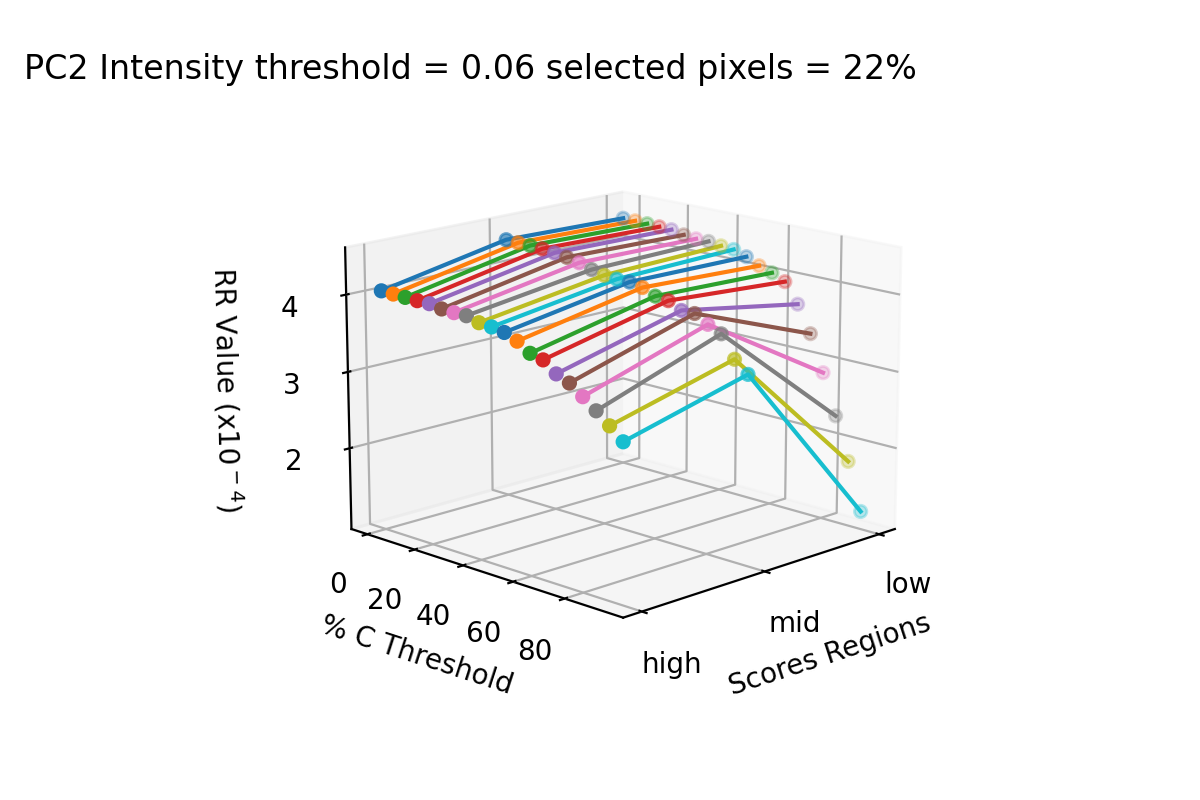 PC2 Intensity threshold = 0.06 selected pixels = 22%
RR Value (x10⁻⁴)
4
3
2
0
20
40
60
80
% C Threshold
high
mid
low
Scores Regions